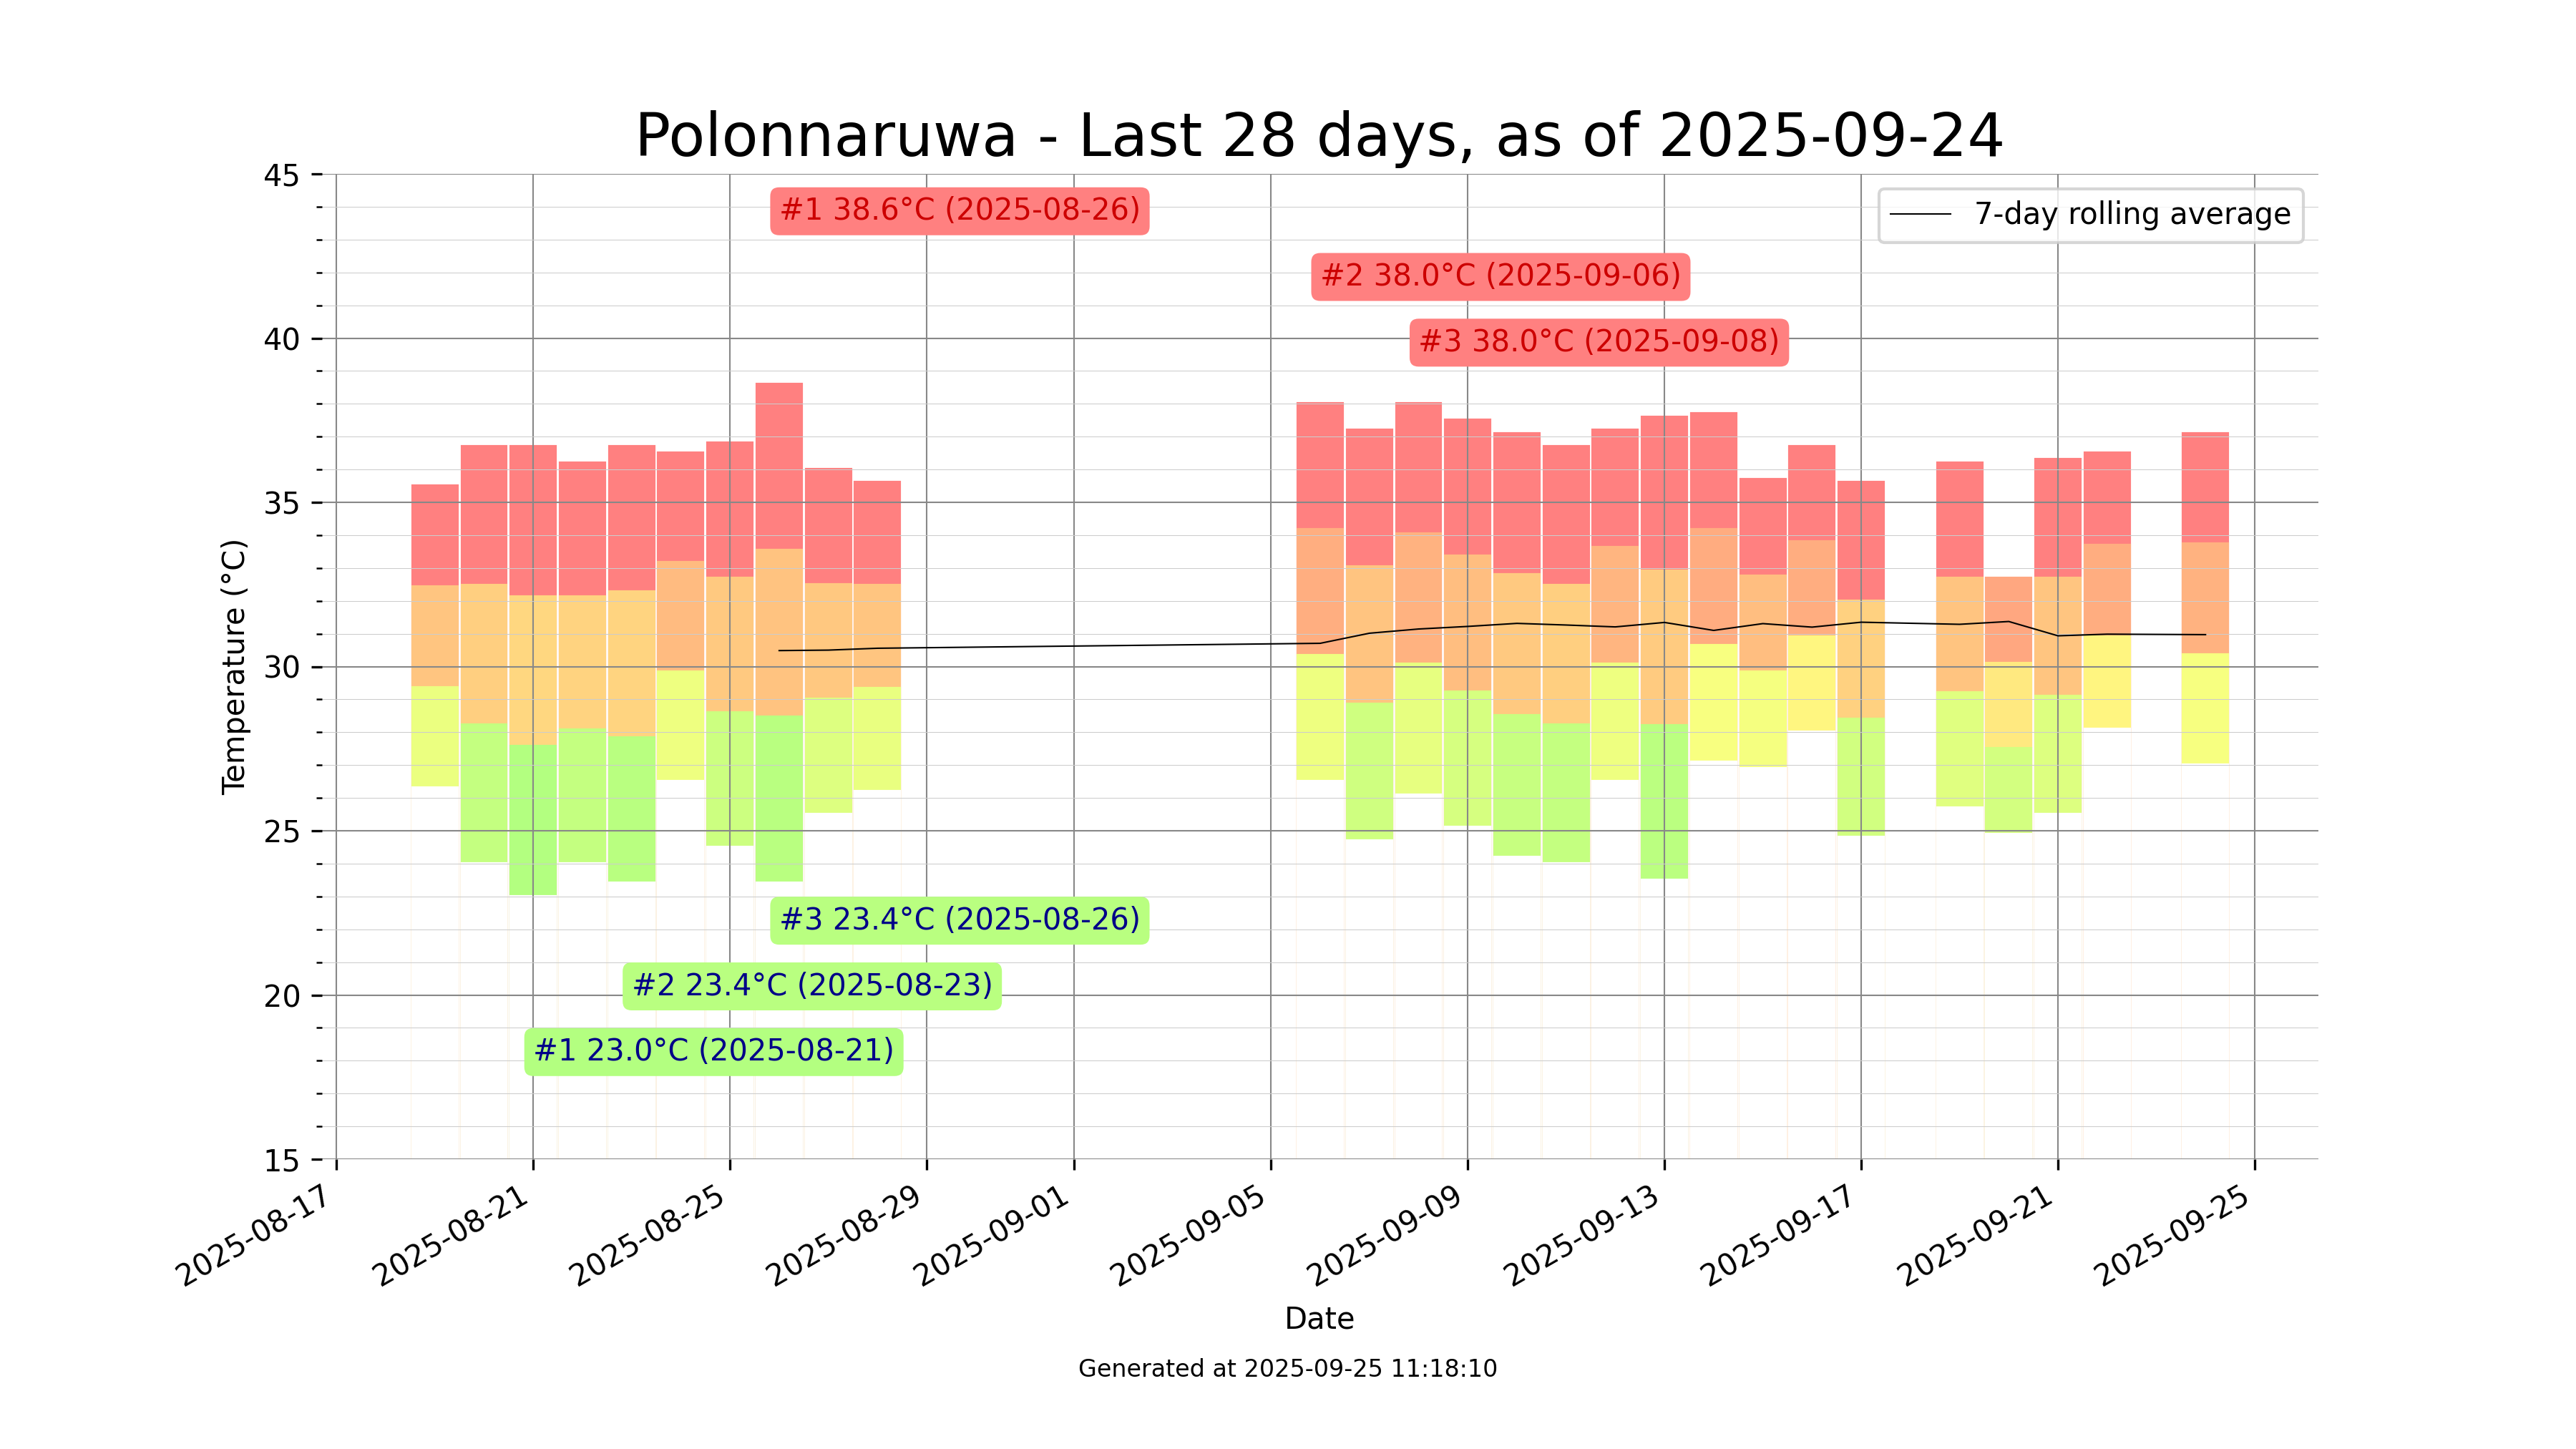 Polonnaruwa - Last 28 days, as of 2025-09-24
45
40
35
30
25
20
15
Temperature (°C)
#1 38.6°C (2025-08-26)
7-day rolling average
#2 38.0°C (2025-09-06)
#3 38.0°C (2025-09-08)
#3 23.4°C (2025-08-26)
#2 23.4°C (2025-08-23)
#1 23.0°C (2025-08-21)
2025-08-17
2025-08-21
2025-08-25
2025-08-29
2025-09-01
2025-09-05
2025-09-09
2025-09-13
2025-09-17
2025-09-21
2025-09-25
Date
Generated at 2025-09-25 11:18:10